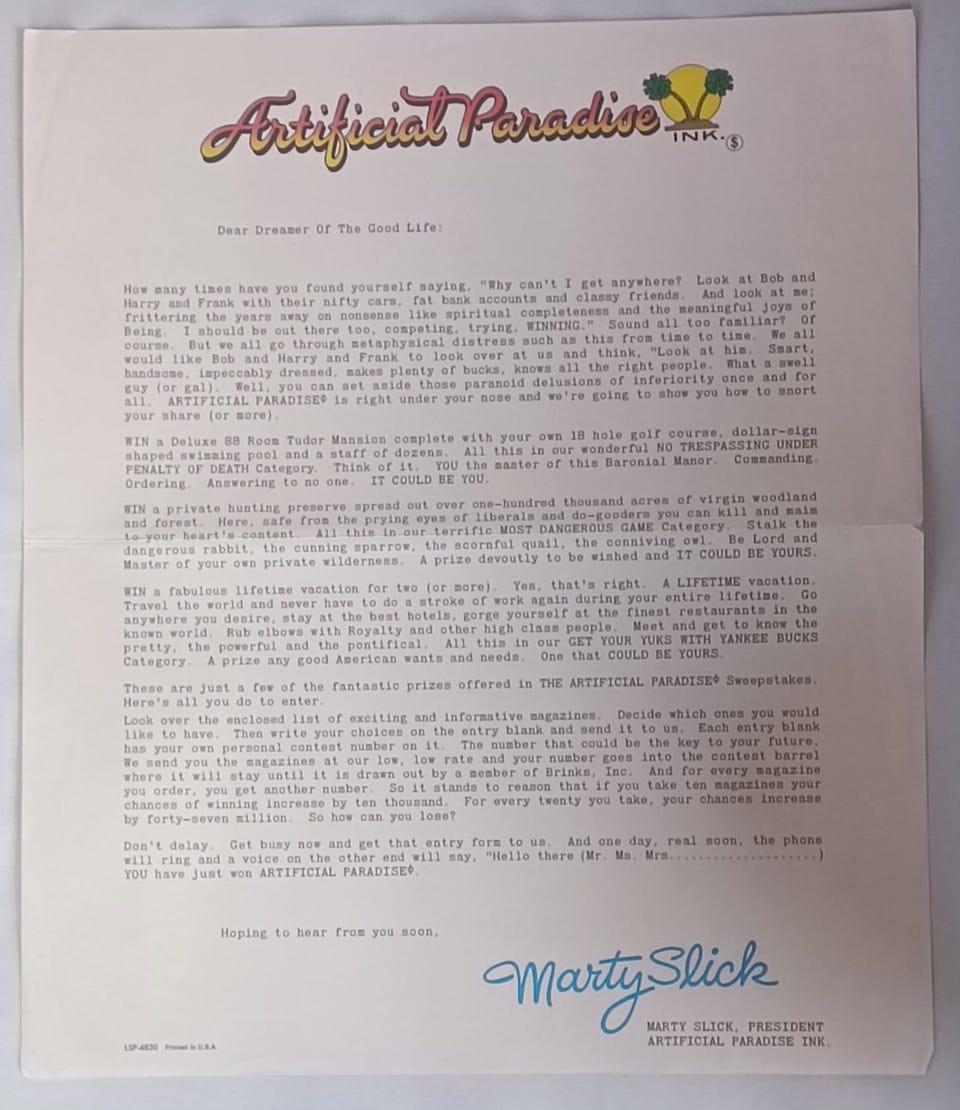 Artificial Paradise
INK. $
Dear Dreamer Of The Good Life:
How many times have you found yourself saying, "Why can't I get anywhere? Look at Bob and
Harry and Frank with their nifty cars, fat bank accounts and classy friends. And look at me;
frittering the years away on nonsense like spiritual completeness and the meaningful joys of
Being. I should be out there too, competing, trying, WINNING." Sound all too familiar? Of
course. But we all go through metaphysical distress such as this from time to time. We all
would like Bob and Harry and Frank to look over at us and think, "Look at him. Smart,
handsome, impeccably dressed, makes plenty of bucks, knows all the right people. What a swell
guy (or gal). Well, you can set aside those paranoid delusions of inferiority once and for
all. ARTIFICIAL PARADISE◊ is right under your nose and we're going to show you how to snort
your share (or more).
WIN a Deluxe 88 Room Tudor Mansion complete with your own 18 hole golf course, dollar-sign
shaped swimming pool and a staff of dozens. All this in our wonderful NO TRESPASSING UNDER
PENALTY OF DEATH Category. Think of it. YOU the master of this Baronial Manor. Commanding.
Ordering. Answering to no one. IT COULD BE YOU.
WIN a private hunting preserve spread out over one-hundred thousand acres of virgin woodland
and forest. Here, safe from the prying eyes of liberals and do-gooders you can kill and maim
to your heart's content. All this in our terrific MOST DANGEROUS GAME Category. Stalk the
dangerous rabbit, the cunning sparrow, the scornful quail, the conniving owl. Be Lord and
Master of your own private wilderness. A prize devoutly to be wished and IT COULD BE YOURS.
WIN a fabulous lifetime vacation for two (or more). Yes, that's right. A LIFETIME vacation.
Travel the world and never have to do a stroke of work again during your entire lifetime. Go
anywhere you desire, stay at the best hotels, gorge yourself at the finest restaurants in the
known world. Rub elbows with Royalty and other high class people. Meet and get to know the
pretty, the powerful and the pontifical. All this in our GET YOUR YUKS WITH YANKEE BUCKS
Category. A prize any good American wants and needs. One that COULD BE YOURS.
These are just a few of the fantastic prizes offered in THE ARTIFICIAL PARADISE◊ Sweepstakes.
Here's all you do to enter.
Look over the enclosed list of exciting and informative magazines. Decide which ones you would
like to have. Then write your choices on the entry blank and send it to us. Each entry blank
has your own personal contest number on it. The number that could be the key to your future.
We send you the magazines at our low, low rate and your number goes into the contest barrel
where it will stay until it is drawn out by a member of Brinks, Inc. And for every magazine
you order, you get another number. So it stands to reason that if you take ten magazines your
chances of winning increase by ten thousand. For every twenty you take, your chances increase
by forty-seven million. So how can you lose?
Don't delay. Get busy now and get that entry form to us. And one day, real soon, the phone
will ring and a voice on the other end will say, "Hello there (Mr. Ms. Mrs....................)
YOU have just won ARTIFICIAL PARADISE◊.
Hoping to hear from you soon,
Marty Slick
MARTY SLICK, PRESIDENT
ARTIFICIAL PARADISE INK.
LSP-4830 Printed in U.S.A.